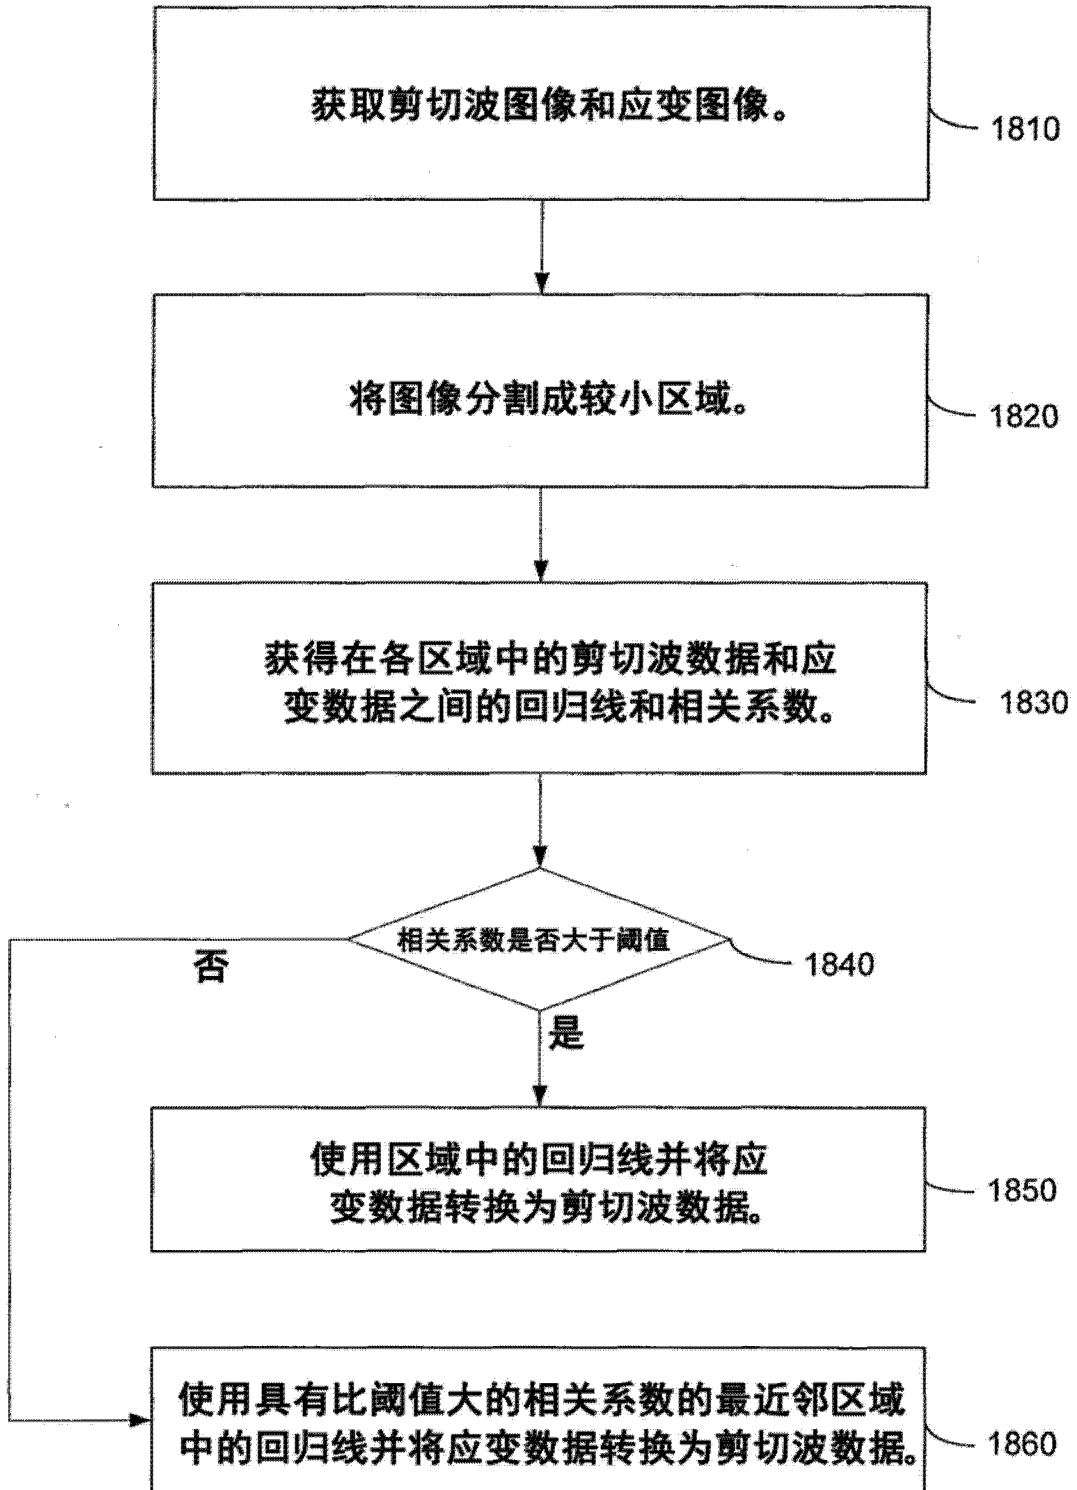 获取剪切波图像和应变图像。
1810
将图像分割成较小区域。
1820
获得在各区域中的剪切波数据和应
变数据之间的回归线和相关系数。
1830
相关系数是否大于阈值
1840
否
是
使用区域中的回归线并将应
变数据转换为剪切波数据。
1850
使用具有比阈值大的相关系数的最近邻区域
中的回归线并将应变数据转换为剪切波数据。
1860